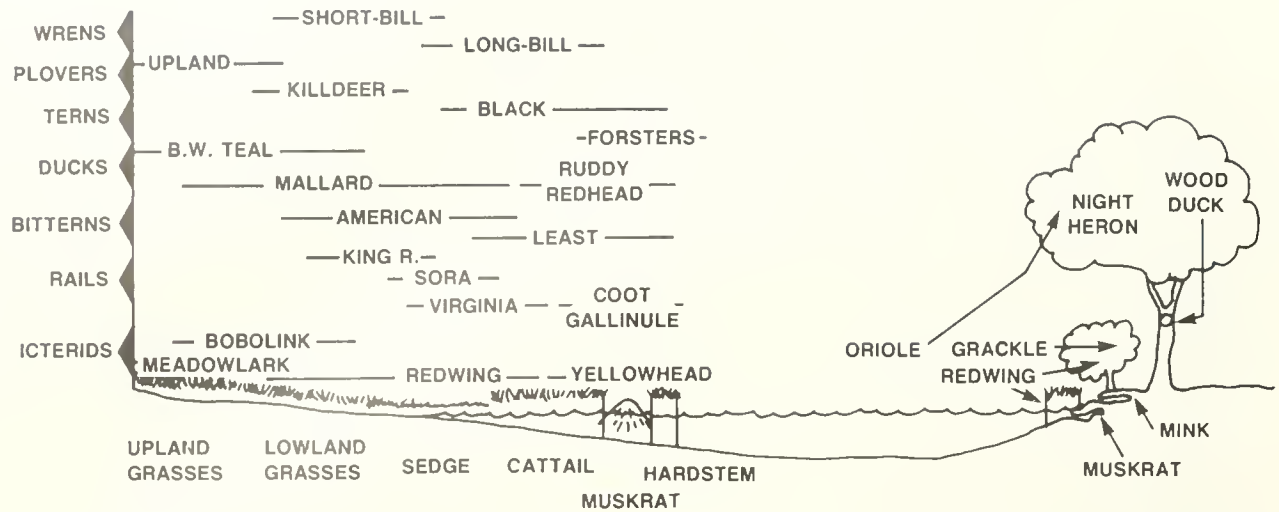 SHORT-BILL
WRENS
LONG-BILL
UPLAND
PLOVERS
KILLDEER
TERNS
BLACK
FORSTERS
B.W. TEAL
DUCKS
MALLARD
RUDDY
REDHEAD
BITTERNS
AMERICAN
LEAST
KING R.
RAILS
SORA
VIRGINIA
COOT
GALLINULE
ICTERIDS
BOBOLINK
MEADOWLARK
REDWING
YELLOWHEAD
NIGHT
HERON
WOOD
DUCK
ORIOLE
GRACKLE
REDWING
MINK
MUSKRAT
UPLAND
GRASSES
LOWLAND
GRASSES
SEDGE
CATTAIL
MUSKRAT
HARDSTEM